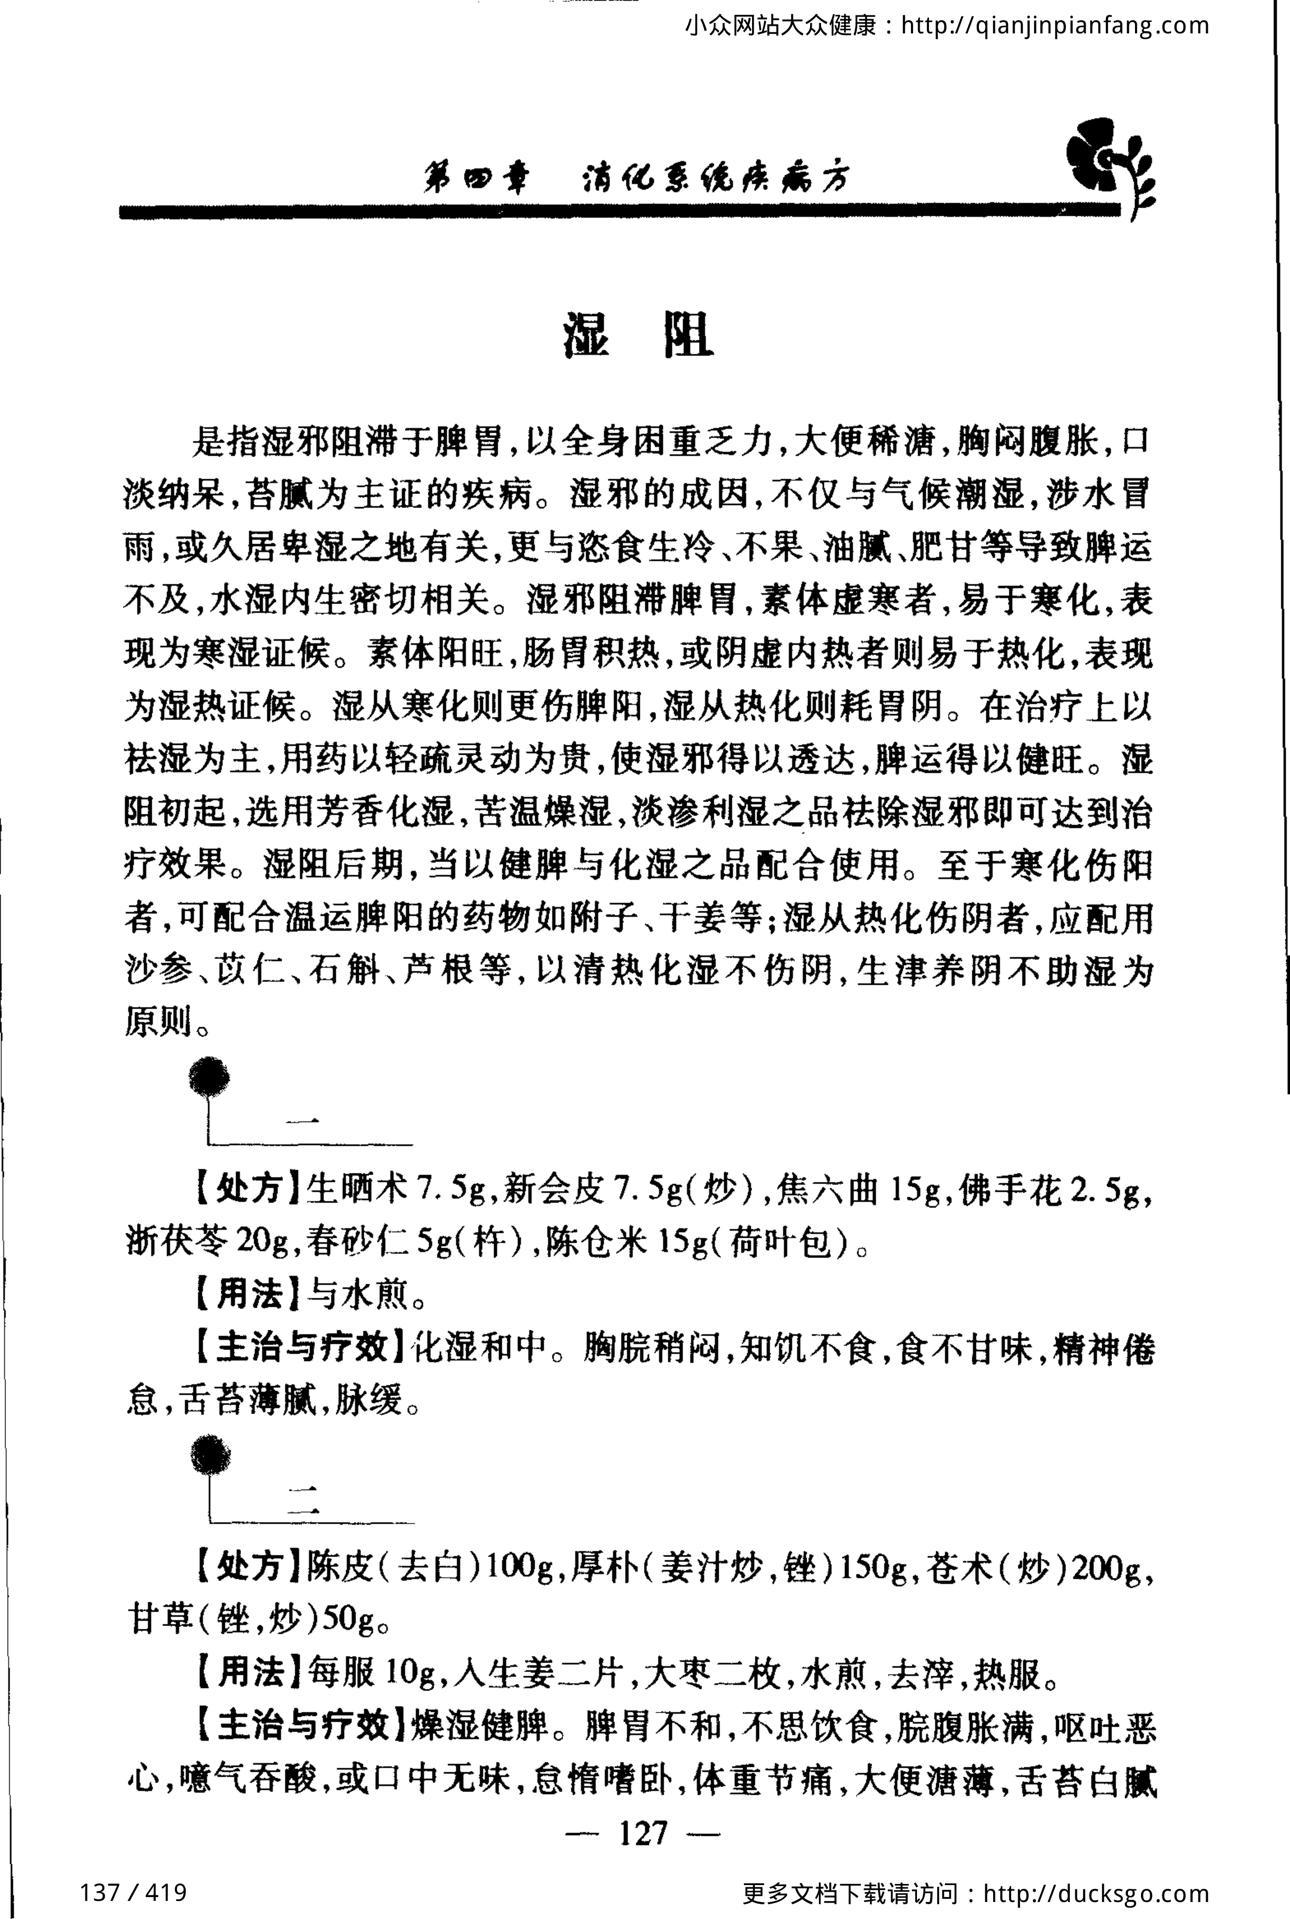 小众网站大众健康：http://qianjinpianfang.com
第四章 消化系统疾病方
湿 阻
是指湿邪阻滞于脾胃,以全身困重乏力,大便稀溏,胸闷腹胀,口
淡纳呆,苔腻为主证的疾病。湿邪的成因,不仅与气候潮湿,涉水冒
雨,或久居卑湿之地有关,更与恣食生冷、不果、油腻、肥甘等导致脾运
不及,水湿内生密切相关。湿邪阻滞脾胃,素体虚寒者,易于寒化,表
现为寒湿证候。素体阳旺,肠胃积热,或阴虚内热者则易于热化,表现
为湿热证候。湿从寒化则更伤脾阳,湿从热化则耗胃阴。在治疗上以
祛湿为主,用药以轻疏灵动为贵,使湿邪得以透达,脾运得以健旺。湿
阻初起,选用芳香化湿,苦温燥湿,淡渗利湿之品祛除湿邪即可达到治
疗效果。湿阻后期,当以健脾与化湿之品配合使用。至于寒化伤阳
者,可配合温运脾阳的药物如附子、干姜等;湿从热化伤阴者,应配用
沙参、苡仁、石斛、芦根等,以清热化湿不伤阴,生津养阴不助湿为
原则。
一
【处方】生晒术 7.5g,新会皮 7.5g(炒),焦六曲 15g,佛手花 2.5g,
浙茯苓 20g,春砂仁 5g(杵),陈仓米 15g(荷叶包)。
【用法】与水煎。
【主治与疗效】化湿和中。胸脘稍闷,知饥不食,食不甘味,精神倦
怠,舌苔薄腻,脉缓。
二
【处方】陈皮(去白)100g,厚朴(姜汁炒,锉)150g,苍术(炒)200g,
甘草(锉,炒)50g。
【用法】每服 10g,入生姜二片,大枣二枚,水煎,去滓,热服。
【主治与疗效】燥湿健脾。脾胃不和,不思饮食,脘腹胀满,呕吐恶
心,噫气吞酸,或口中无味,怠惰嗜卧,体重节痛,大便溏薄,舌苔白腻
— 127 —
137 / 419
更多文档下载请访问：http://ducksgo.com